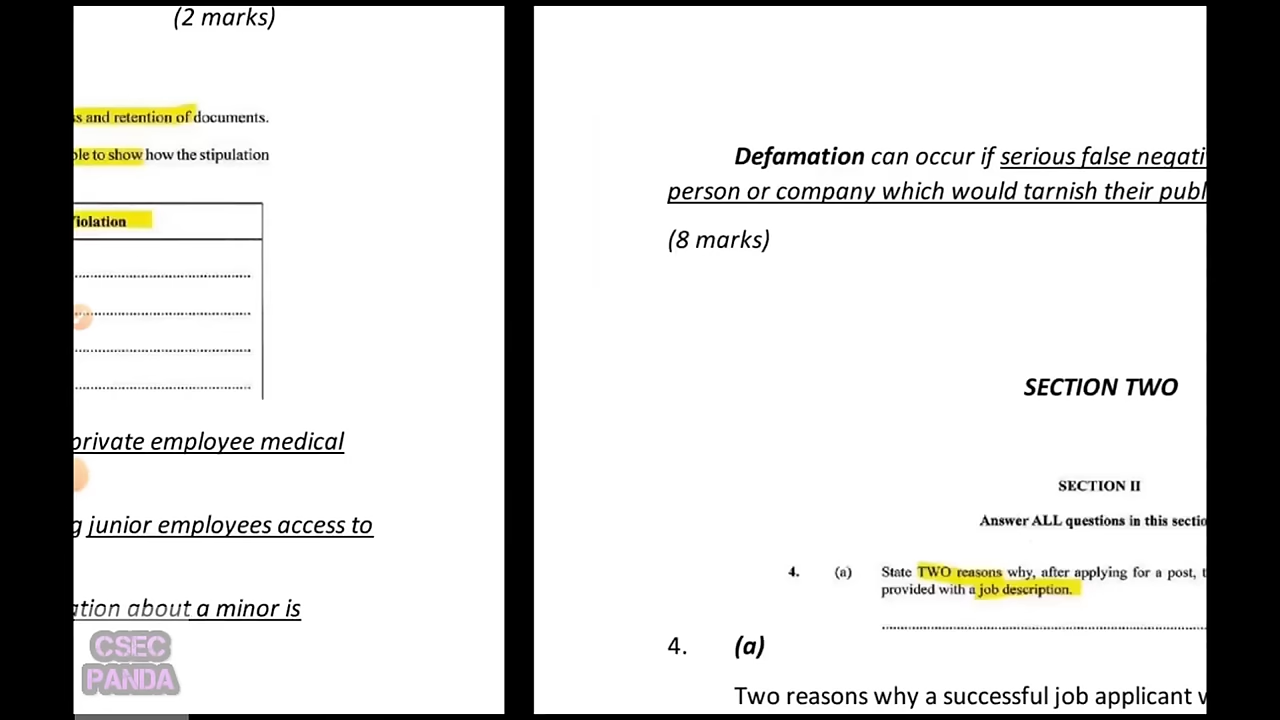 (2 marks)
and retention of documents.
to show how the stipulation
Violation
private employee medical
junior employees access to
about a minor is
CSEC
PANDA
Defamation can occur if serious false negati
person or company which would tarnish their publ
(8 marks)
SECTION TWO
SECTION II
Answer ALL questions in this sectio
4. (a) State TWO reasons why, after applying for a post, t
provided with a job description.
4. (a)
Two reasons why a successful job applicant w